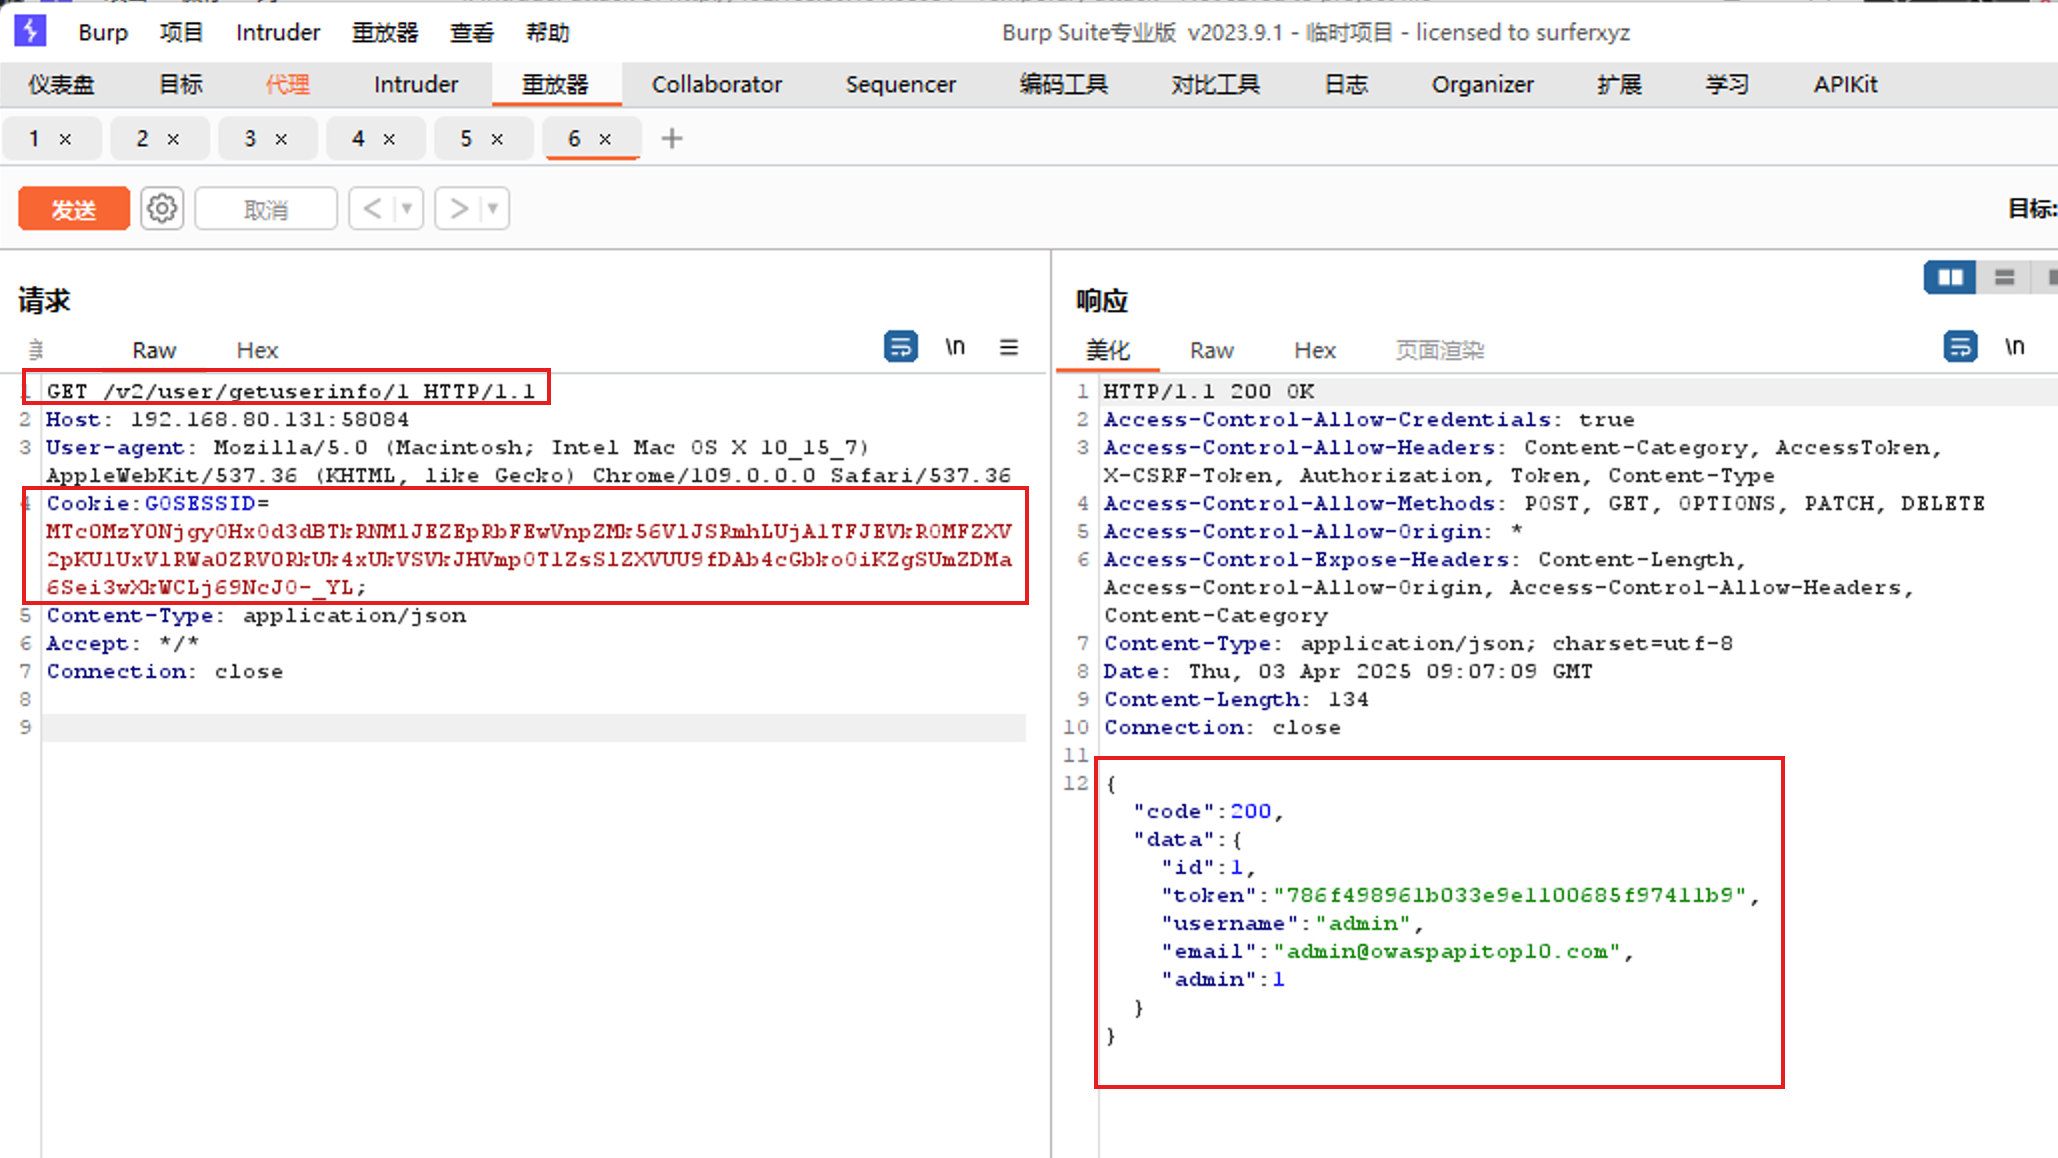 Burp 项目 Intruder 重放器 查看 帮助 Burp Suite专业版 v2023.9.1 - 临时项目 - licensed to surferxyz
仪表盘 目标 代理 Intruder 重放器 Collaborator Sequencer 编码工具 对比工具 日志 Organizer 扩展 学习 APIKit
1 × 2 × 3 × 4 × 5 × 6 × +
发送 取消 < > 目标:
请求
Raw Hex \n
1 GET /v2/user/getuserinfo/1 HTTP/1.1
2 Host: 192.168.80.131:58084
3 User-agent: Mozilla/5.0 (Macintosh; Intel Mac OS X 10_15_7)
AppleWebKit/537.36 (KHTML, like Gecko) Chrome/109.0.0.0 Safari/537.36
4 Cookie:GOSESSID=
6Sei3wXkWCLj69NcJ0-_YL;
5 Content-Type: application/json
6 Accept: */*
7 Connection: close
8
9
响应
美化 Raw Hex 页面渲染 \n
1 HTTP/1.1 200 OK
2 Access-Control-Allow-Credentials: true
3 Access-Control-Allow-Headers: Content-Category, AccessToken,
X-CSRF-Token, Authorization, Token, Content-Type
4 Access-Control-Allow-Methods: POST, GET, OPTIONS, PATCH, DELETE
5 Access-Control-Allow-Origin: *
6 Access-Control-Expose-Headers: Content-Length,
Access-Control-Allow-Origin, Access-Control-Allow-Headers,
Content-Category
7 Content-Type: application/json; charset=utf-8
8 Date: Thu, 03 Apr 2025 09:07:09 GMT
9 Content-Length: 134
10 Connection: close
11
12 {
"code":200,
"data":{
"id":1,
"token":"786f498961b033e9e1100685f97411b9",
"username":"admin",
"email":"admin@owaspapitop10.com",
"admin":1
}
}